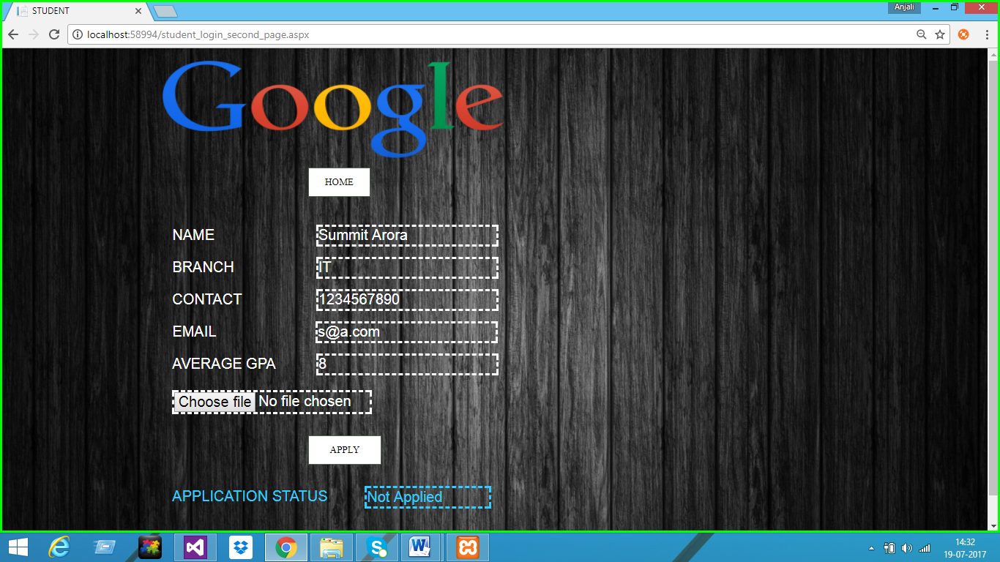 STUDENT
Anjali
localhost:58994/student_login_second_page.aspx
Google
HOME
NAME Summit Arora
BRANCH IT
CONTACT 1234567890
EMAIL s@a.com
AVERAGE GPA 8
Choose file No file chosen
APPLY
APPLICATION STATUS Not Applied
14:32
19-07-2017